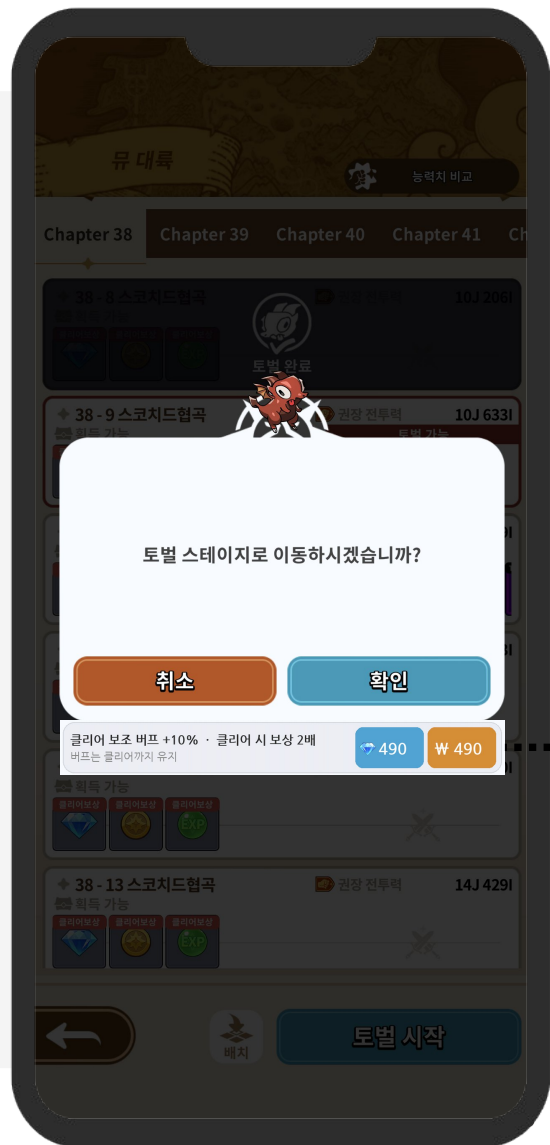 뮤 대륙
능력치 비교
Chapter 38
Chapter 39
Chapter 40
Chapter 41
Ch
38 - 8 스코치드협곡
권장 전투력
10J 206I
토벌 완료
38 - 9 스코치드협곡
권장 전투력
10J 633I
획득 가능
토벌 가능
토벌 스테이지로 이동하시겠습니까?
취소
확인
클리어 보조 버프 +10% · 클리어 시 보상 2배
버프는 클리어까지 유지
490
₩ 490
획득 가능
클리어보상
클리어보상
클리어보상
EXP
38 - 13 스코치드협곡
권장 전투력
14J 429I
획득 가능
클리어보상
클리어보상
클리어보상
EXP
배치
토벌 시작